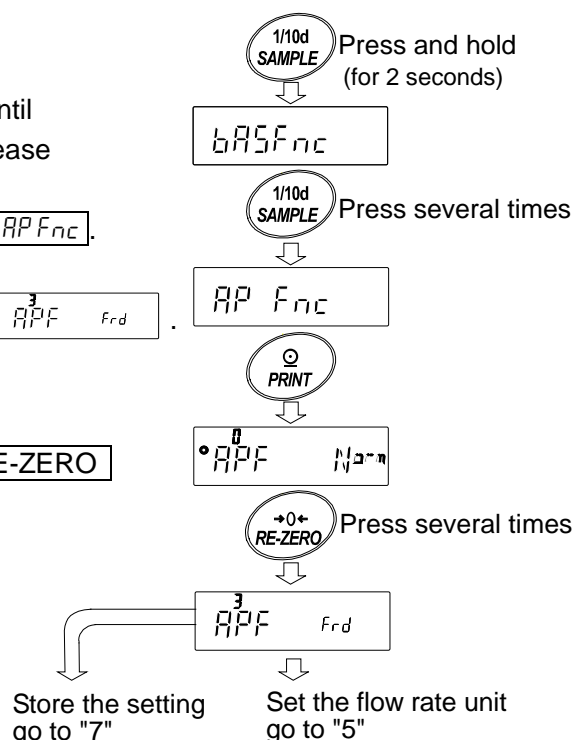 1/10d
SAMPLE
Press and hold
(for 2 seconds)
ntil
ease
bASFnc
1/10d
SAMPLE
Press several times
APFnc.
AP Fnc
3
APF Frd .
PRINT
0
APF Norm
E-ZERO
→0←
RE-ZERO
Press several times
3
APF Frd
Store the setting
go to "7"
Set the flow rate unit
go to "5"